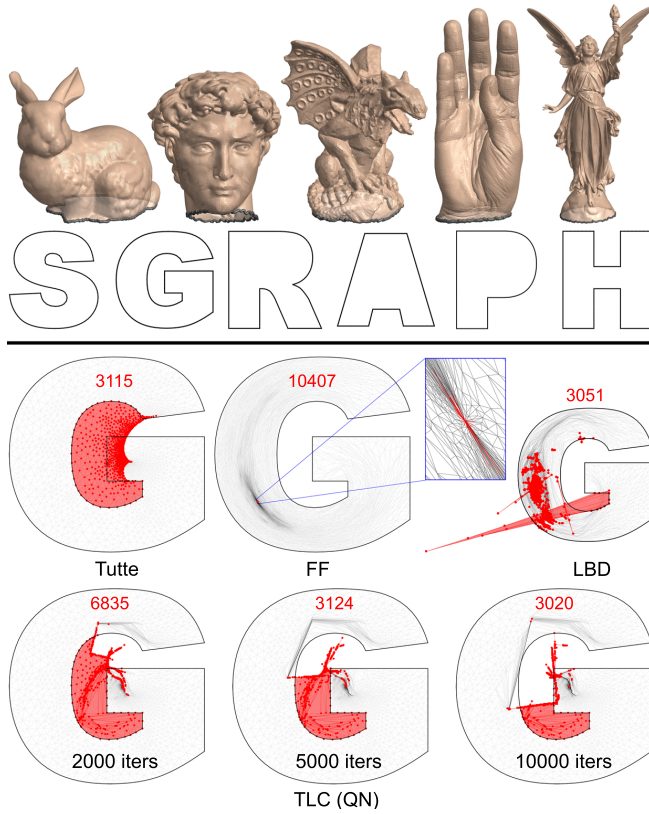 SGRAPH
3115 10407 3051
Tutte FF LBD
6835 3124 3020
2000 iters 5000 iters 10000 iters
TLC (QN)